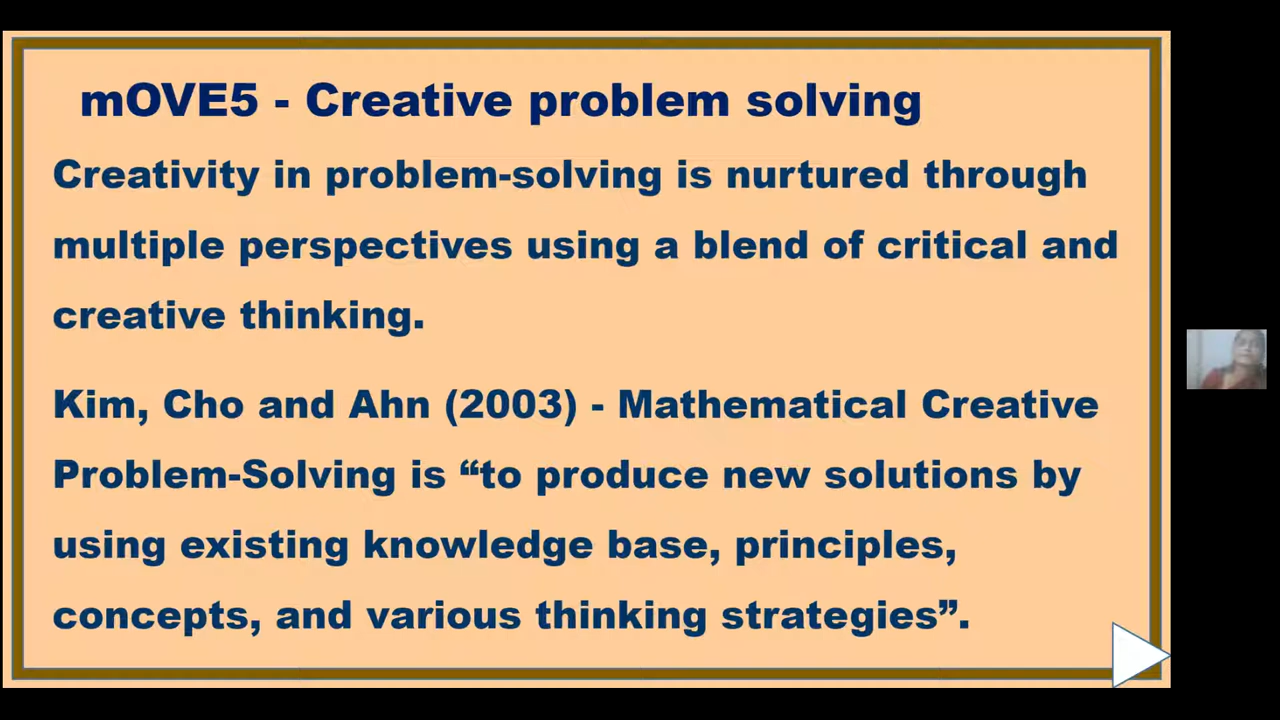 mOVE5 - Creative problem solving
Creativity in problem-solving is nurtured through
multiple perspectives using a blend of critical and
creative thinking.
Kim, Cho and Ahn (2003) - Mathematical Creative
Problem-Solving is “to produce new solutions by
using existing knowledge base, principles,
concepts, and various thinking strategies”.